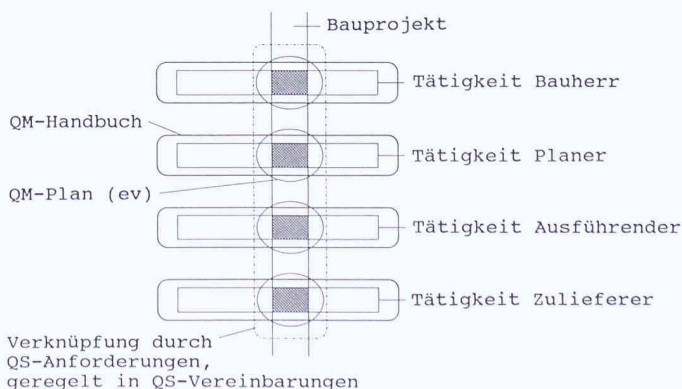 Bauprojekt
Tätigkeit Bauherr
QM-Handbuch
Tätigkeit Planer
QM-Plan (ev)
Tätigkeit Ausführender
Tätigkeit Zulieferer
Verknüpfung durch
QS-Anforderungen,
geregelt in QS-Vereinbarungen